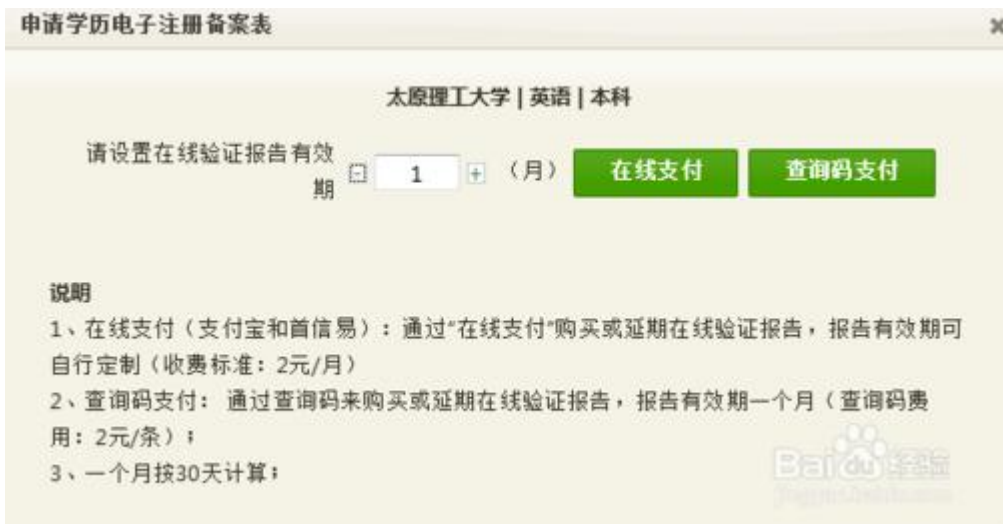 申请学历电子注册备案表
太原理工大学 | 英语 | 本科
请设置在线验证报告有效
期
1
（月）
在线支付
查询码支付
说明
1、在线支付（支付宝和首信易）：通过“在线支付”购买或延期在线验证报告，报告有效期可
自行定制（收费标准：2元/月）
2、查询码支付： 通过查询码来购买或延期在线验证报告，报告有效期一个月（查询码费
用：2元/条）；
3、一个月按30天计算；
Baidu 经验